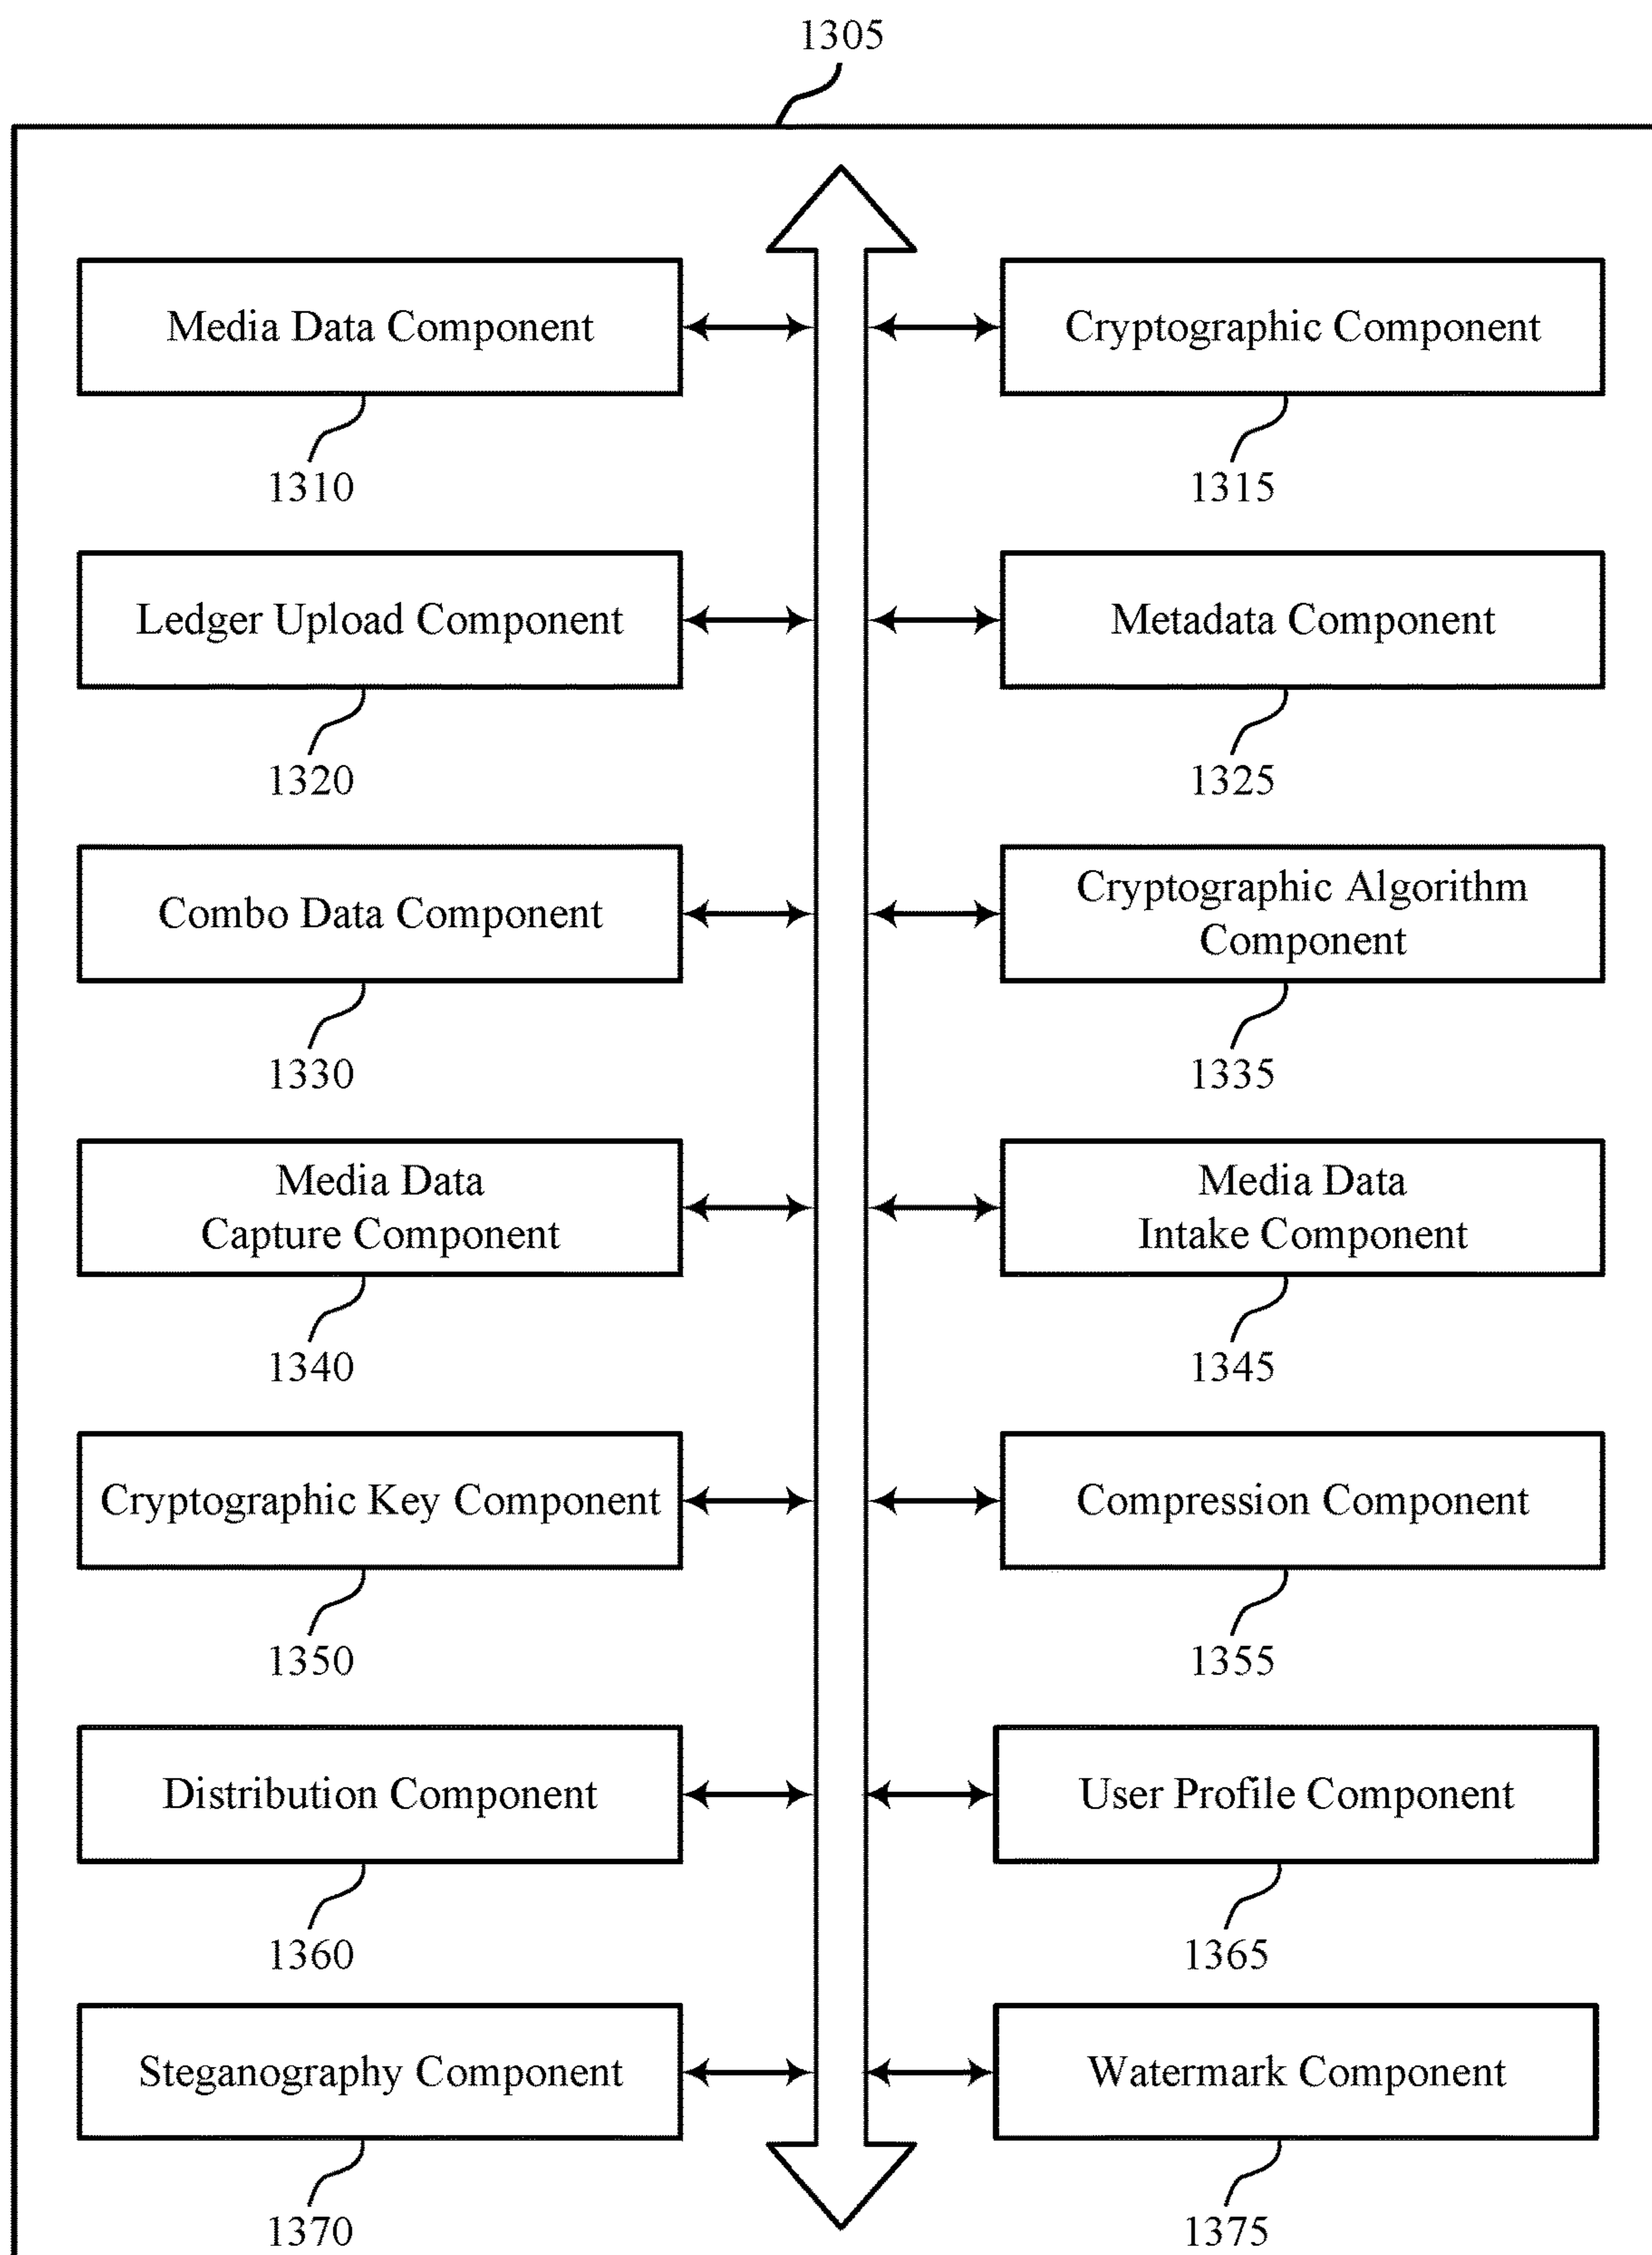 1305
Media Data Component
Cryptographic Component
1310
1315
Ledger Upload Component
Metadata Component
1320
1325
Combo Data Component
Cryptographic Algorithm
Component
1330
1335
Media Data
Capture Component
Media Data
Intake Component
1340
1345
Cryptographic Key Component
Compression Component
1350
1355
Distribution Component
User Profile Component
1360
1365
Steganography Component
Watermark Component
1370
1375